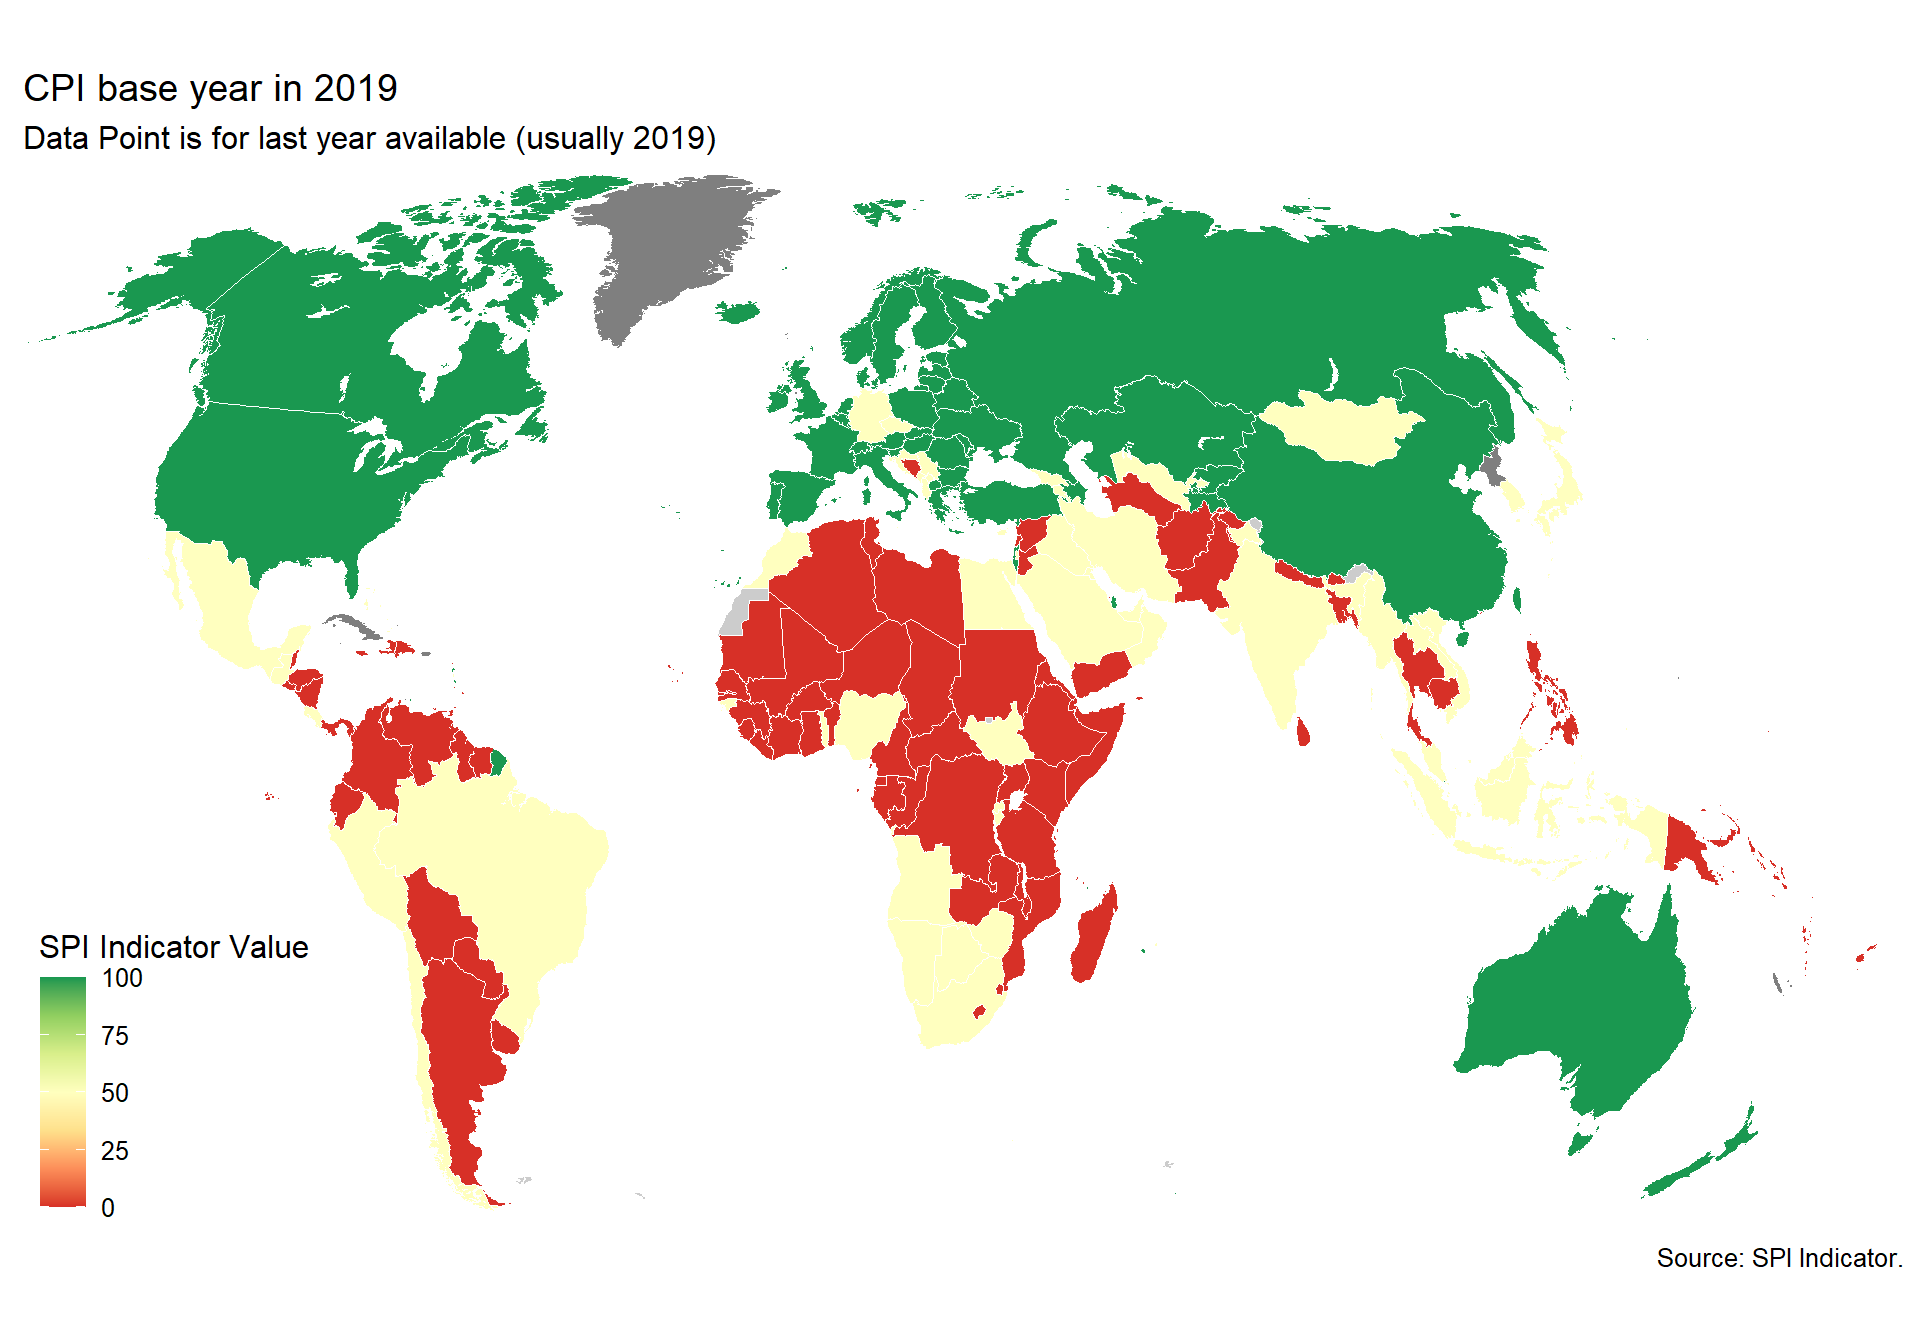 CPI base year in 2019
Data Point is for last year available (usually 2019)
SPI Indicator Value
100
75
50
25
0
Source: SPI Indicator.